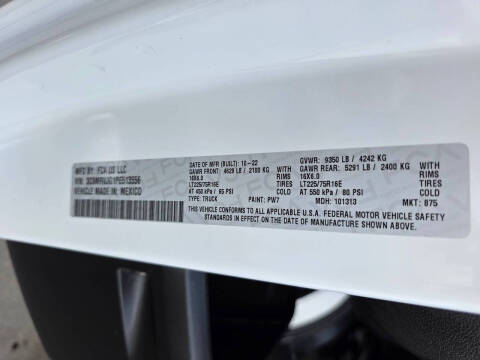 MFG BY: FCA US LLC
VIN:
VEHICLE MADE IN MEXICO
DATE OF MFR (BUILT): 10-22 GVWR: 9350 LB / 4242 KG
GAWR FRONT: 4629 LB / 2100 KG WITH GAWR REAR: 5291 LB / 2400 KG WITH
16X6.0 RIMS 16X6.0 RIMS
LT225/75R16E LT225/75R16E
AT 450 kPa / 65 PSI COLD AT 550 kPa / 80 PSI COLD
TYPE: TRUCK PAINT: PW7 MDH: 101313 MKT: 875
THIS VEHICLE CONFORMS TO ALL APPLICABLE U.S.A. FEDERAL MOTOR VEHICLE SAFETY
STANDARDS IN EFFECT ON THE DATE OF MANUFACTURE SHOWN ABOVE.